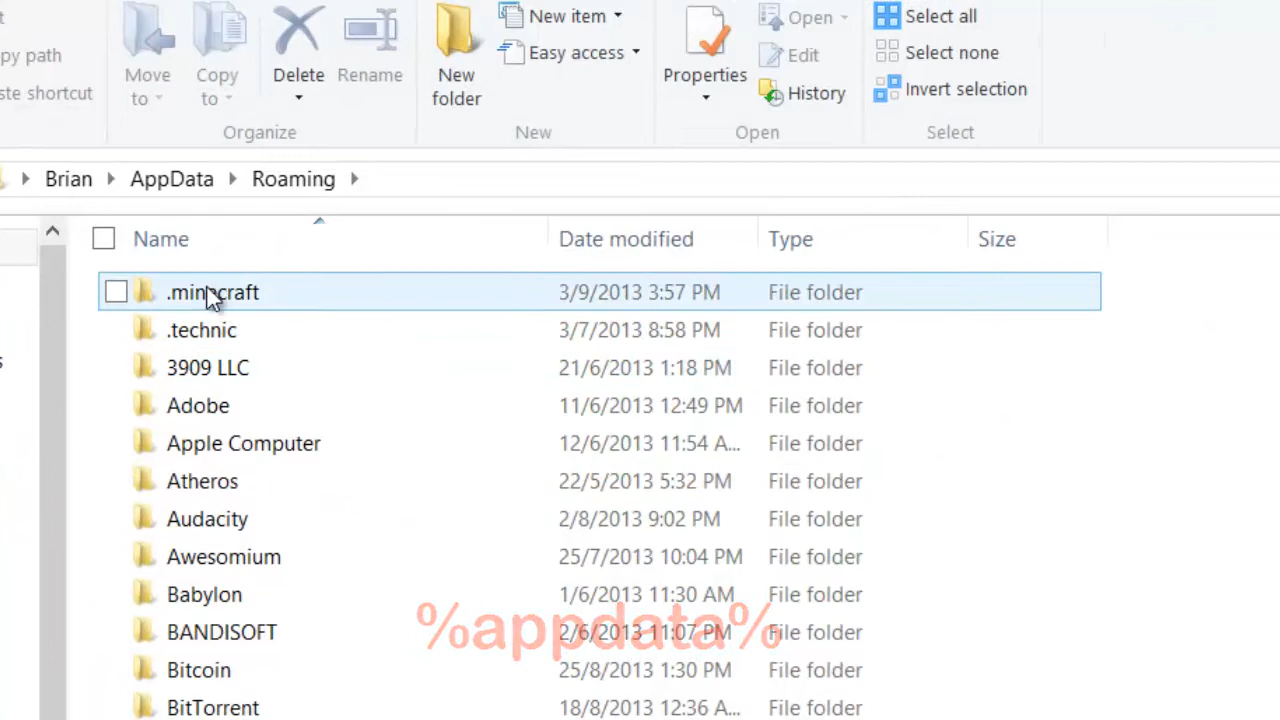 New item
Open
Select all
py path
Easy access
Edit
Select none
Move to
Copy to
Delete
Rename
New folder
Properties
History
Invert selection
ste shortcut
Organize
New
Open
Select
Brian AppData Roaming
Name Date modified Type Size
.minecraft 3/9/2013 3:57 PM File folder
.technic 3/7/2013 8:58 PM File folder
3909 LLC 21/6/2013 1:18 PM File folder
Adobe 11/6/2013 12:49 PM File folder
Apple Computer 12/6/2013 11:54 A... File folder
Atheros 22/5/2013 5:32 PM File folder
Audacity 2/8/2013 9:02 PM File folder
Awesomium 25/7/2013 10:04 PM File folder
Babylon 1/6/2013 11:30 AM File folder
%appdata%
BANDISOFT 2/6/2013 11:07 PM File folder
Bitcoin 25/8/2013 1:30 PM File folder
BitTorrent 18/8/2013 12:36 A... File folder